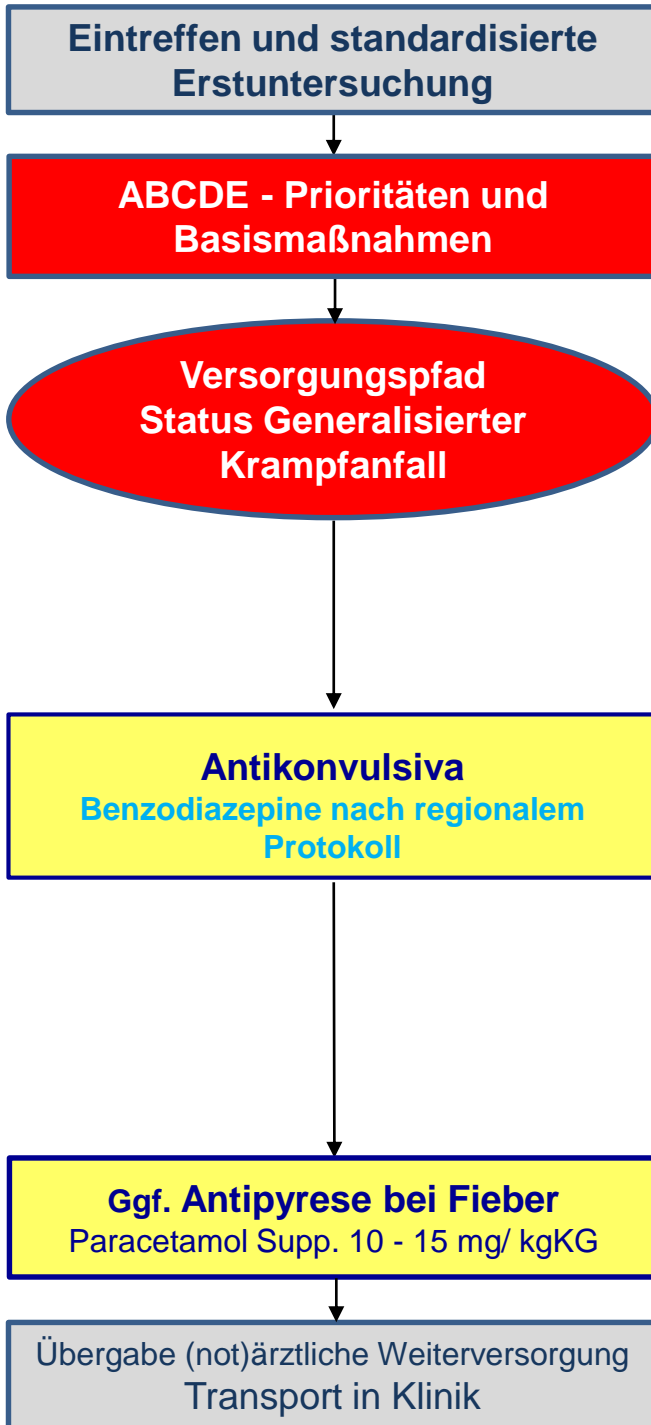 Eintreffen und standardisierte
Erstuntersuchung
ABCDE - Prioritäten und
Basismaßnahmen
Versorgungspfad
Status Generalisierter
Krampfanfall
Antikonvulsiva
Benzodiazepine nach regionalem
Protokoll
Ggf. Antipyrese bei Fieber
Paracetamol Supp. 10 - 15 mg/ kgKG
Übergabe (not)ärztliche Weiterversorgung
Transport in Klinik